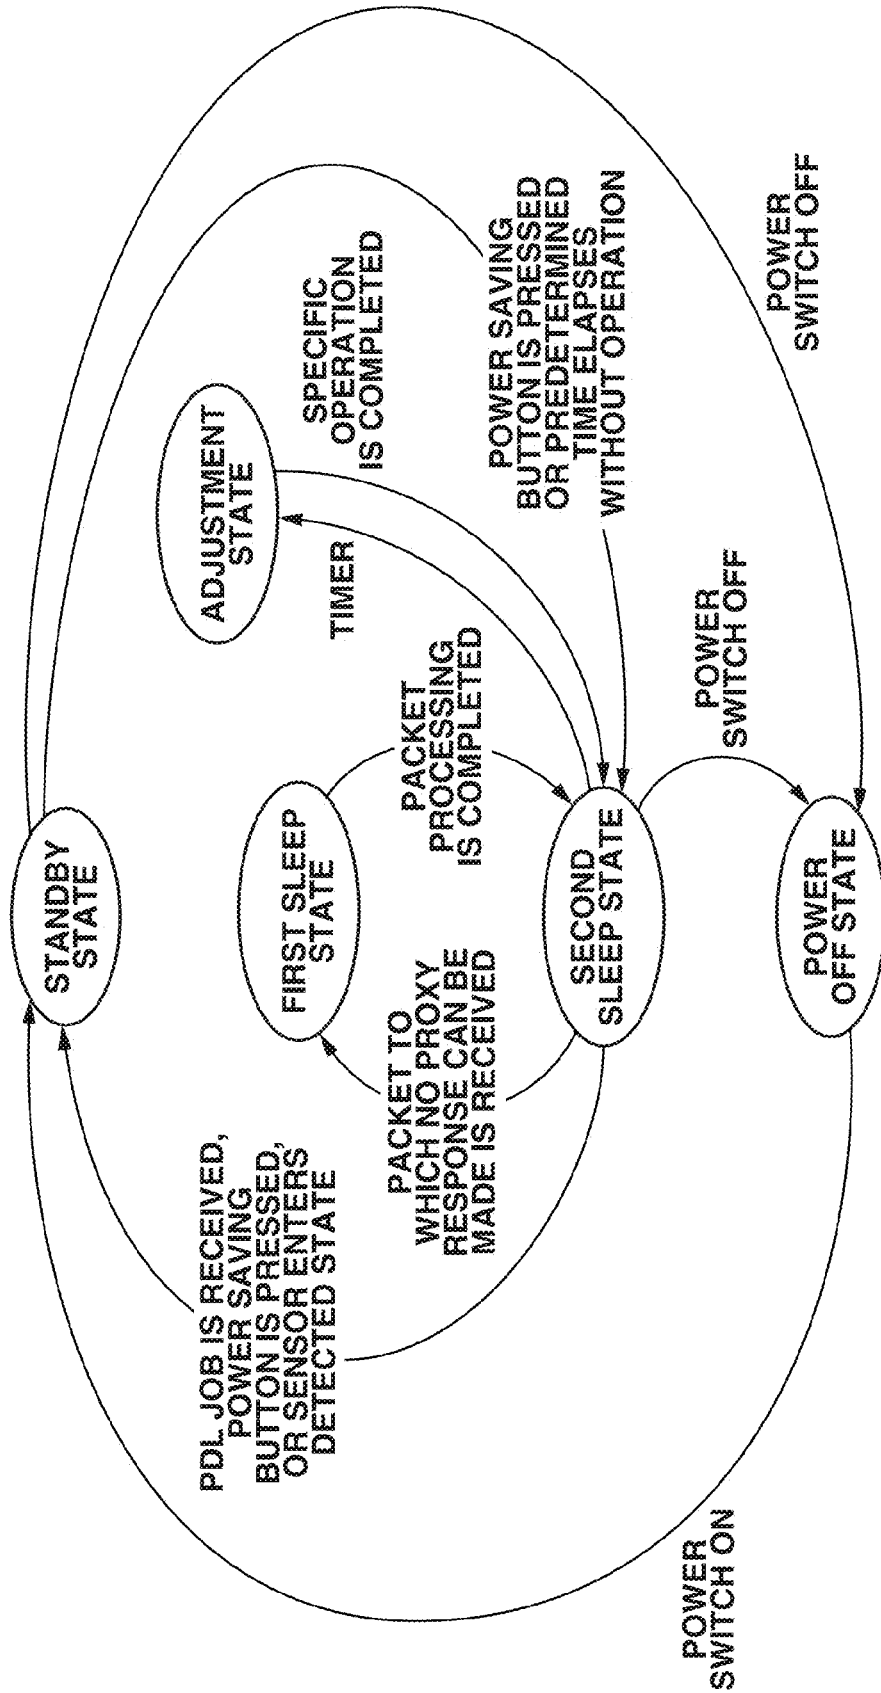 STANDBY
STATE
PDL JOB IS RECEIVED,
POWER SAVING
BUTTON IS PRESSED,
OR SENSOR ENTERS
DETECTED STATE
FIRST SLEEP
STATE
ADJUSTMENT
STATE
SPECIFIC
OPERATION
IS COMPLETED
TIMER
PACKET TO
WHICH NO PROXY
RESPONSE CAN BE
MADE IS RECEIVED
PACKET
PROCESSING
IS COMPLETED
POWER SAVING
BUTTON IS PRESSED
OR PREDETERMINED
TIME ELAPSES
WITHOUT OPERATION
SECOND
SLEEP STATE
POWER
SWITCH ON
POWER
SWITCH OFF
POWER
SWITCH OFF
POWER
OFF STATE